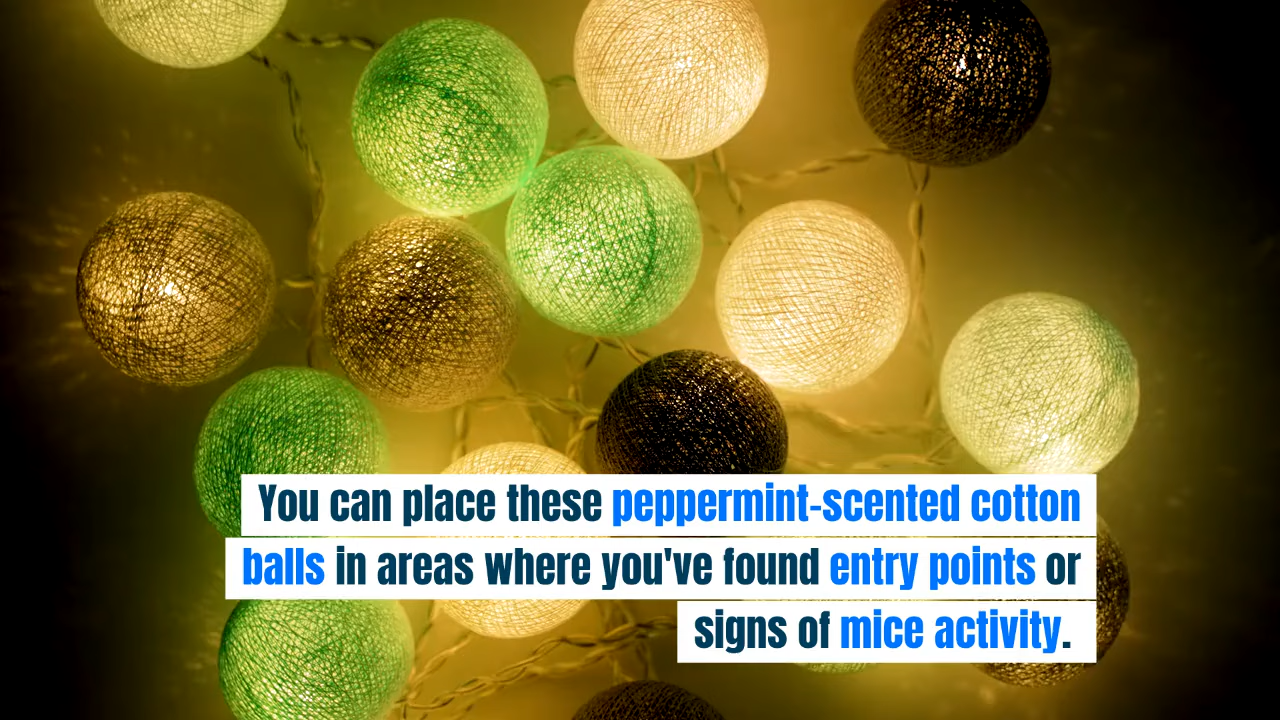 You can place these peppermint-scented cotton
balls in areas where you've found entry points or
signs of mice activity.